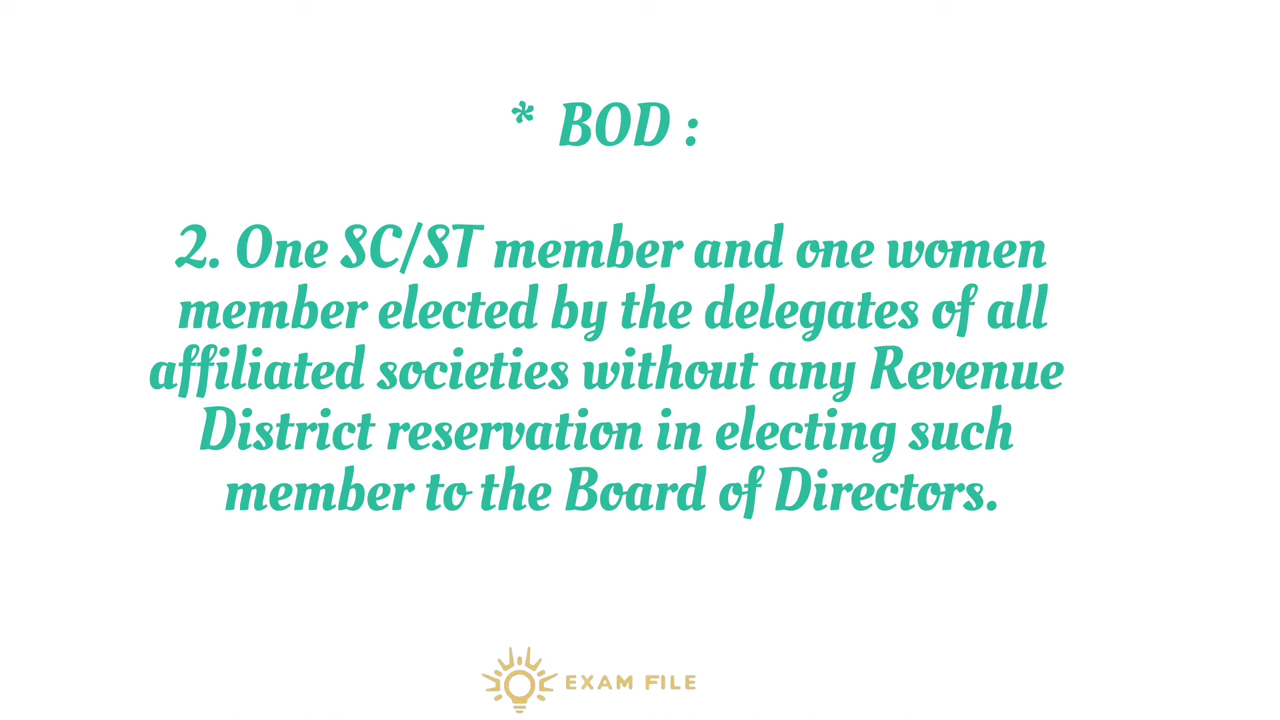 * BOD :
2. One SC/ST member and one women
member elected by the delegates of all
affiliated societies without any Revenue
District reservation in electing such
member to the Board of Directors.
EXAM FILE